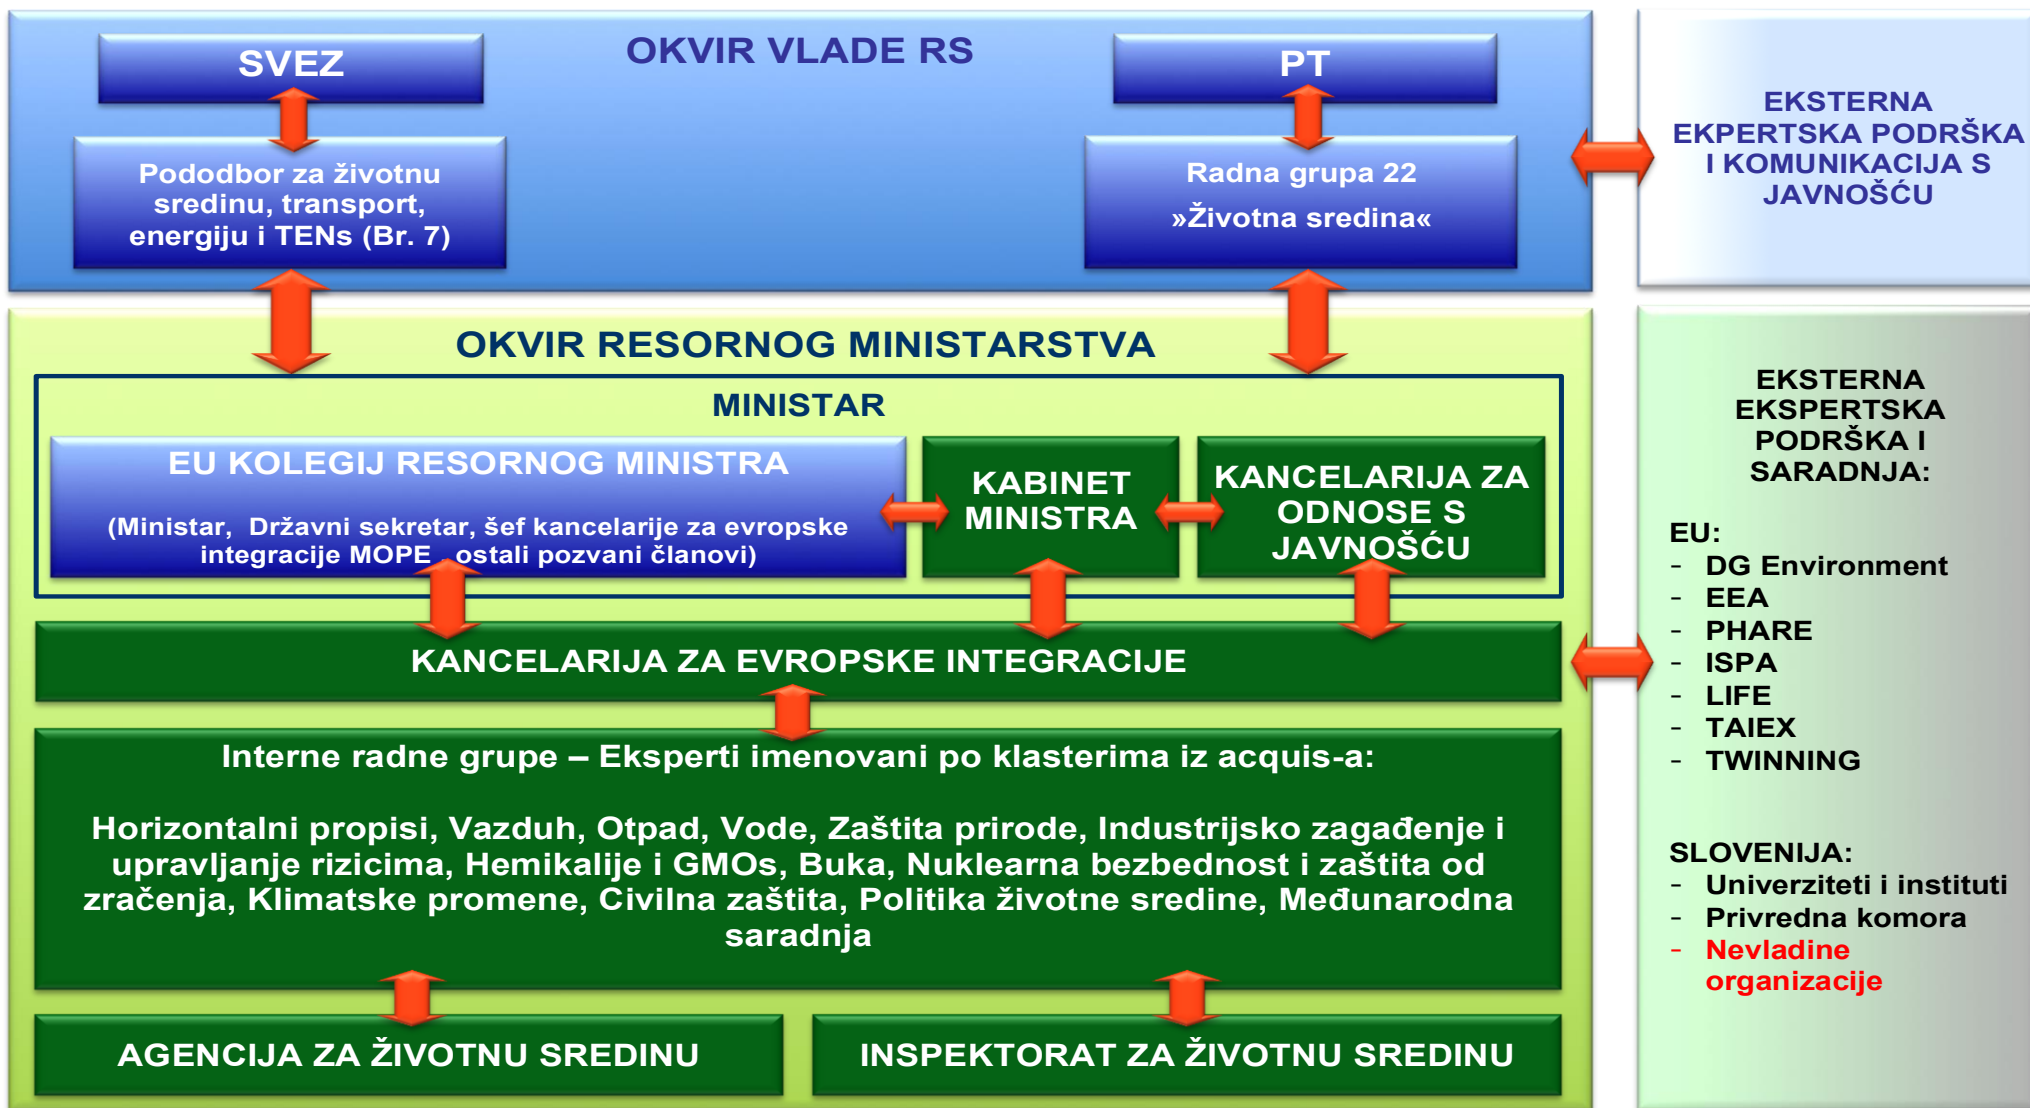 OKVIR VLADE RS
SVEZ
PT
Pododbor za životnu
sredinu, transport,
energiju i TENs (Br. 7)
Radna grupa 22
»Životna sredina«
EKSTERNA
EKPERTSKA PODRŠKA
I KOMUNIKACIJA S
JAVNOŠĆU
OKVIR RESORNOG MINISTARSTVA
MINISTAR
EU KOLEGIJ RESORNOG MINISTRA
(Ministar, Državni sekretar, šef kancelarije za evropske
integracije MOPE , ostali pozvani članovi)
KABINET
MINISTRA
KANCELARIJA ZA
ODNOSE S
JAVNOŠĆU
KANCELARIJA ZA EVROPSKE INTEGRACIJE
Interne radne grupe – Eksperti imenovani po klasterima iz acquis-a:
Horizontalni propisi, Vazduh, Otpad, Vode, Zaštita prirode, Industrijsko zagađenje i
upravljanje rizicima, Hemikalije i GMOs, Buka, Nuklearna bezbednost i zaštita od
zračenja, Klimatske promene, Civilna zaštita, Politika životne sredine, Međunarodna
saradnja
AGENCIJA ZA ŽIVOTNU SREDINU
INSPEKTORAT ZA ŽIVOTNU SREDINU
EKSTERNA
EKSPERTSKA
PODRŠKA I
SARADNJA:
EU:
- DG Environment
- EEA
- PHARE
- ISPA
- LIFE
- TAIEX
- TWINNING
SLOVENIJA:
- Univerziteti i instituti
- Privredna komora
- Nevladine
organizacije